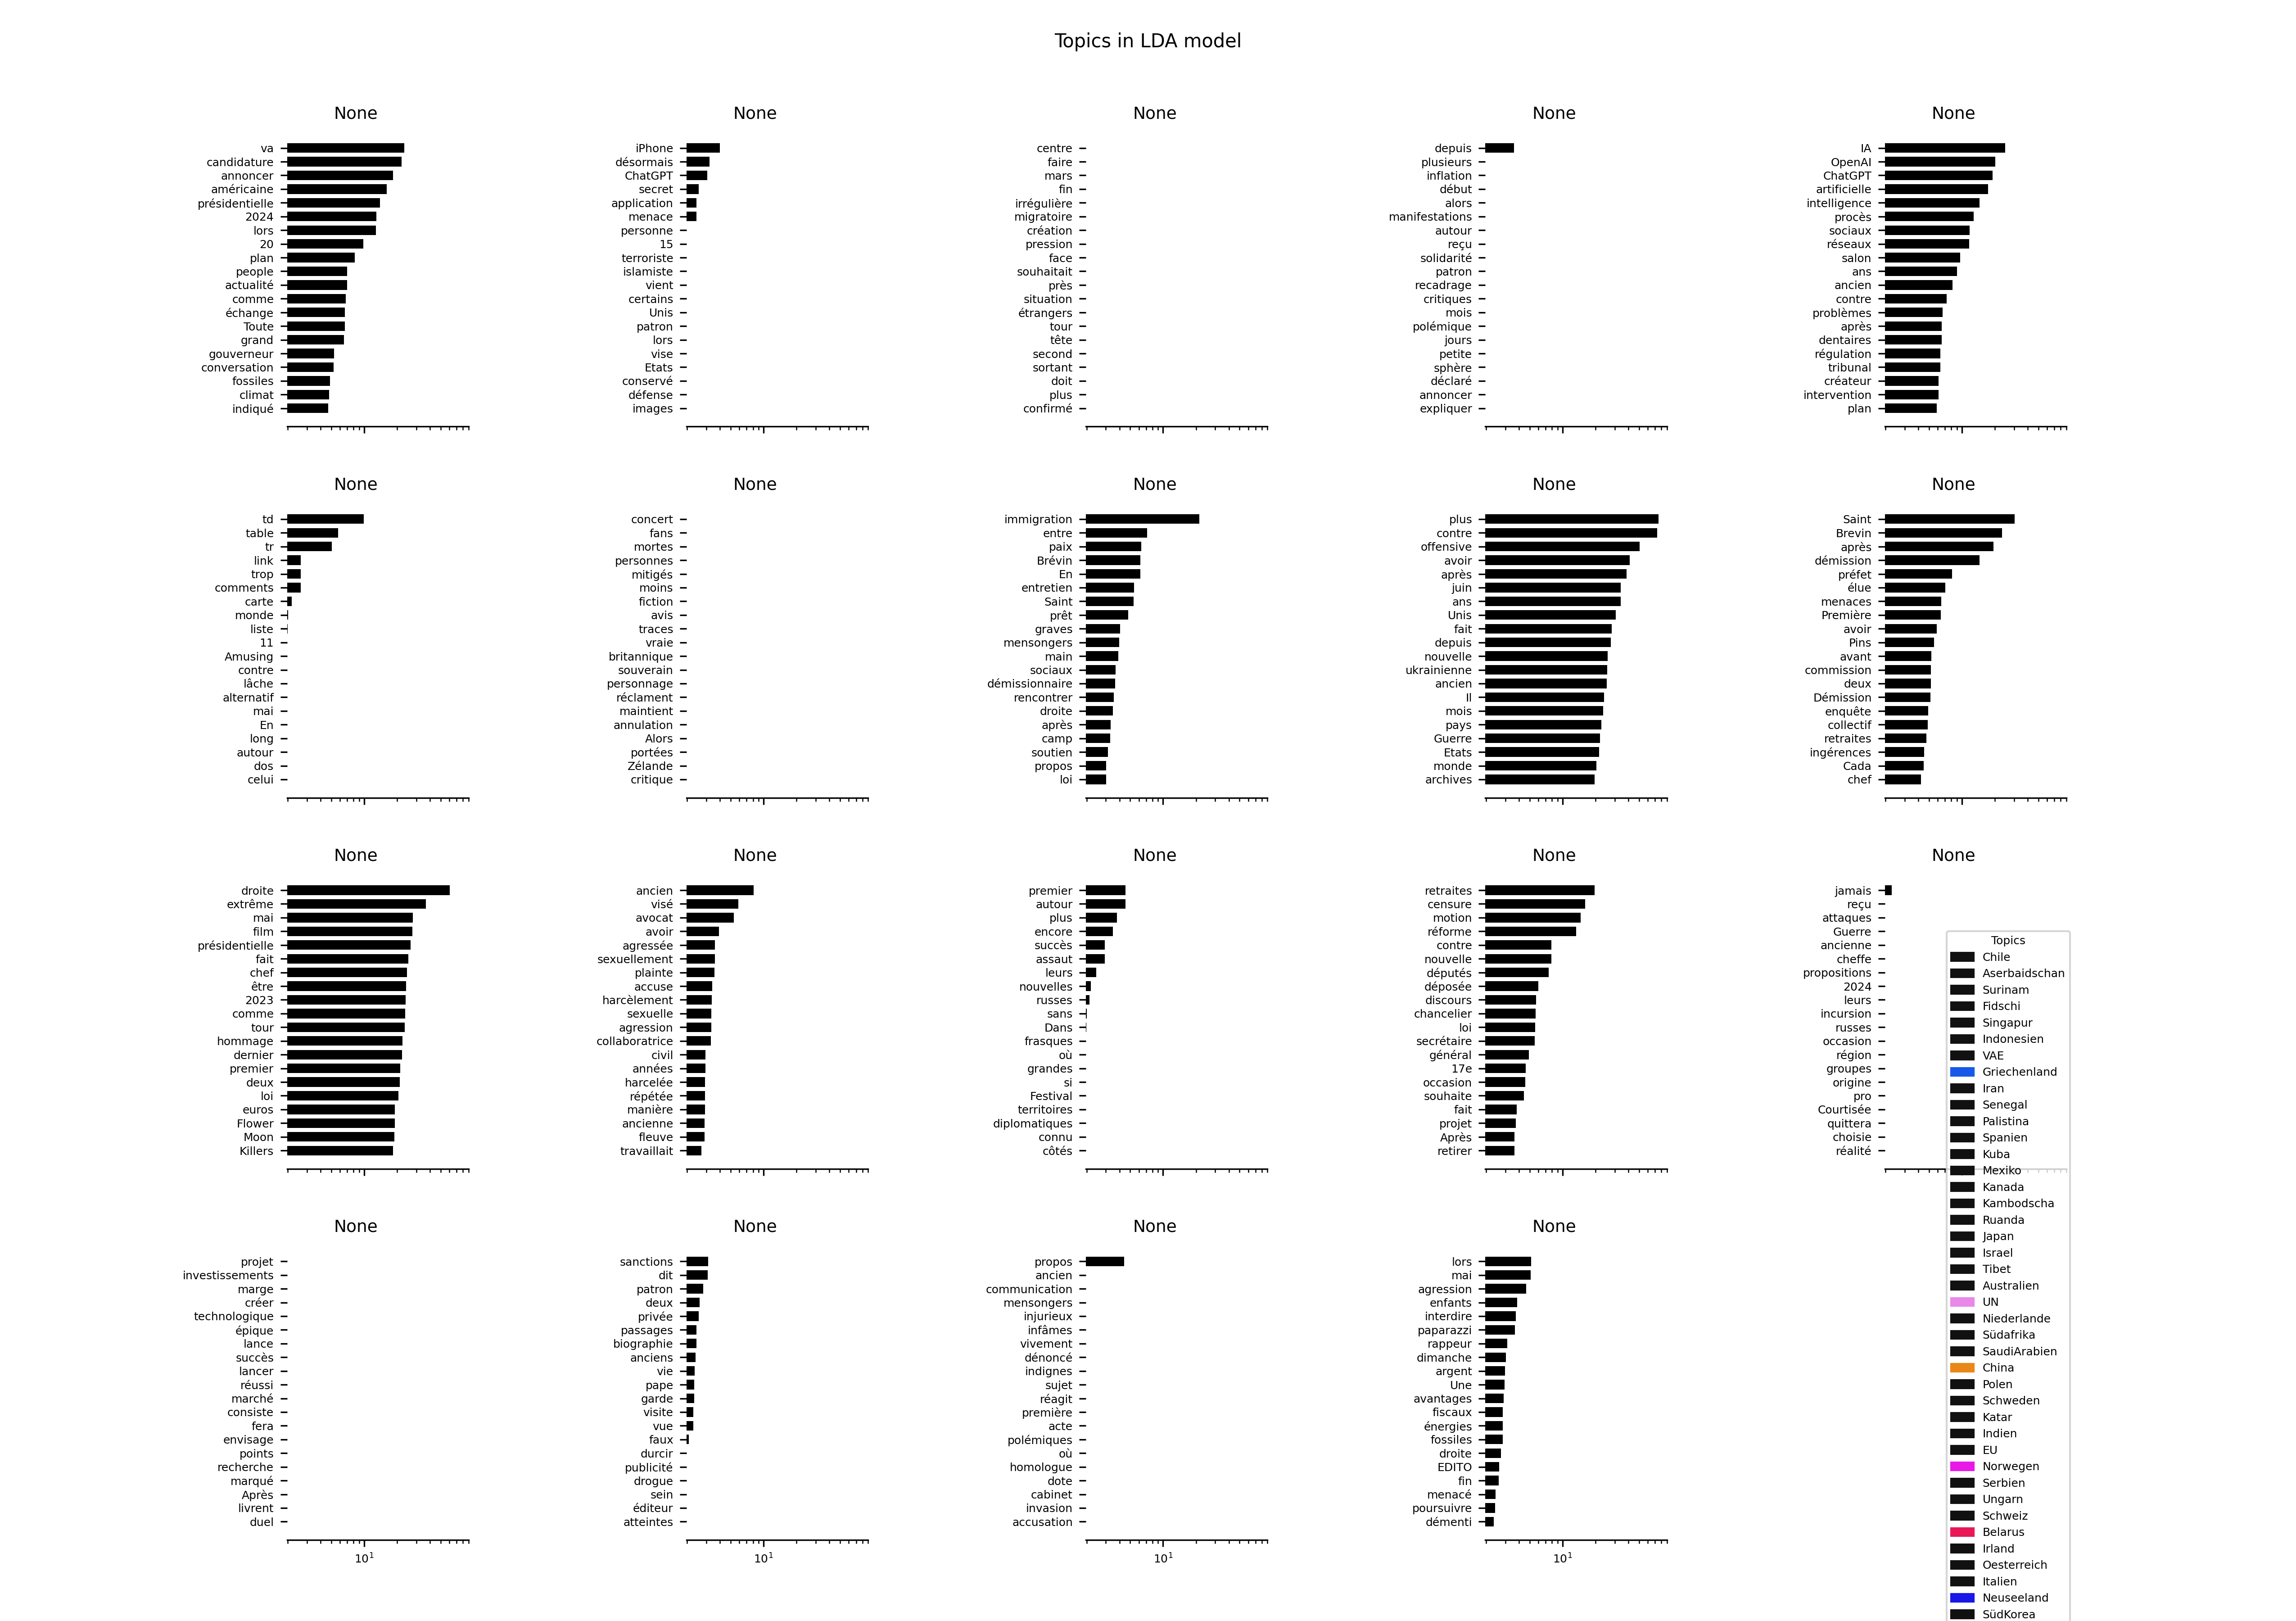 Topics in LDA model
None
va
candidature
annoncer
américaine
présidentielle
2024
lors
20
plan
people
actualité
comme
échange
Toute
grand
gouverneur
conversation
fossiles
climat
indiqué
None
iPhone
désormais
ChatGPT
secret
application
menace
personne
15
terroriste
islamiste
vient
certains
Unis
patron
lors
vise
Etats
conservé
défense
images
None
centre
faire
mars
fin
irrégulière
migratoire
création
pression
face
souhaitait
près
situation
étrangers
tour
tête
second
sortant
doit
plus
confirmé
None
depuis
plusieurs
inflation
début
alors
manifestations
autour
reçu
solidarité
patron
recadrage
critiques
mois
polémique
jours
petite
sphère
déclaré
annoncer
expliquer
None
IA
OpenAI
ChatGPT
artificielle
intelligence
procès
sociaux
réseaux
salon
ans
ancien
contre
problèmes
après
dentaires
régulation
tribunal
créateur
intervention
plan
None
td
table
tr
link
trop
comments
carte
monde
liste
11
Amusing
contre
lâche
alternatif
mai
En
long
autour
dos
celui
None
concert
fans
mortes
personnes
mitigés
moins
fiction
avis
traces
vraie
britannique
souverain
personnage
réclament
maintient
annulation
Alors
portées
Zélande
critique
None
immigration
entre
paix
Brévin
En
entretien
Saint
prêt
graves
mensongers
main
sociaux
démissionnaire
rencontrer
droite
après
camp
soutien
propos
loi
None
plus
contre
offensive
avoir
après
juin
ans
Unis
fait
depuis
nouvelle
ukrainienne
ancien
Il
mois
pays
Guerre
Etats
monde
archives
None
Saint
Brevin
après
démission
préfet
élue
menaces
Première
avoir
Pins
avant
commission
deux
Démission
enquête
collectif
retraites
ingérences
Cada
chef
None
droite
extrême
mai
film
présidentielle
fait
chef
être
2023
comme
tour
hommage
dernier
premier
deux
loi
euros
Flower
Moon
Killers
None
ancien
visé
avocat
avoir
agressée
sexuellement
plainte
accuse
harcèlement
sexuelle
agression
collaboratrice
civil
années
harcelée
répétée
manière
ancienne
fleuve
travaillait
None
premier
autour
plus
encore
succès
assaut
leurs
nouvelles
russes
sans
Dans
frasques
où
grandes
si
Festival
territoires
diplomatiques
connu
côtés
None
retraites
censure
motion
réforme
contre
nouvelle
députés
déposée
discours
chancelier
loi
secrétaire
général
17e
occasion
souhaite
fait
projet
Après
retirer
None
jamais
reçu
attaques
Guerre
ancienne
cheffe
propositions
2024
leurs
incursion
russes
occasion
région
groupes
origine
pro
Courtisée
quittera
choisie
réalité
None
projet
investissements
marge
créer
technologique
épique
lance
succès
lancer
réussi
marché
consiste
fera
envisage
points
recherche
marqué
Après
livrent
duel
10¹
None
sanctions
dit
patron
deux
privée
passages
biographie
anciens
vie
pape
garde
visite
vue
faux
durcir
publicité
drogue
sein
éditeur
atteintes
10¹
None
propos
ancien
communication
mensongers
injurieux
infâmes
vivement
dénoncé
indignes
sujet
réagit
première
acte
polémiques
où
homologue
dote
cabinet
invasion
accusation
10¹
None
lors
mai
agression
enfants
interdire
paparazzi
rappeur
dimanche
argent
Une
avantages
fiscaux
énergies
fossiles
droite
EDITO
fin
menacé
poursuivre
démenti
10¹
Topics
Chile
Aserbaidschan
Surinam
Fidschi
Singapur
Indonesien
VAE
Griechenland
Iran
Senegal
Palistina
Spanien
Kuba
Mexiko
Kanada
Kambodscha
Ruanda
Japan
Israel
Tibet
Australien
UN
Niederlande
Südafrika
SaudiArabien
China
Polen
Schweden
Katar
Indien
EU
Norwegen
Serbien
Ungarn
Schweiz
Belarus
Irland
Oesterreich
Italien
Neuseeland
SüdKorea